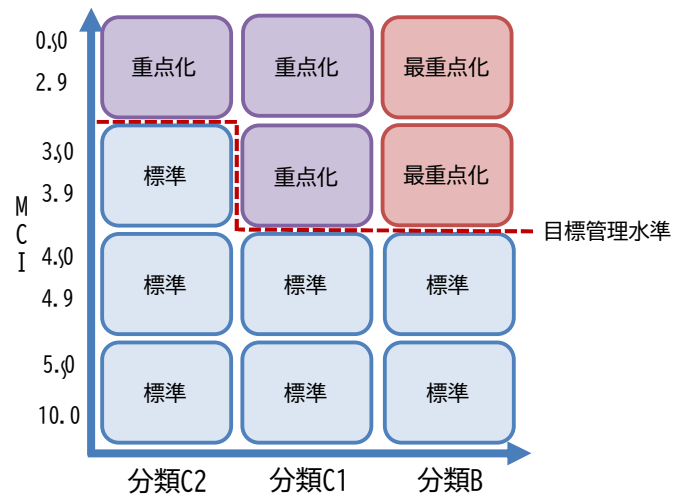 0.0
～
2.9
重点化 重点化 最重点化
3.0
～
3.9
標準 重点化 最重点化
目標管理水準
MCI
4.0
～
4.9
標準 標準 標準
5.0
～
10.0
標準 標準 標準
分類C2 分類C1 分類B